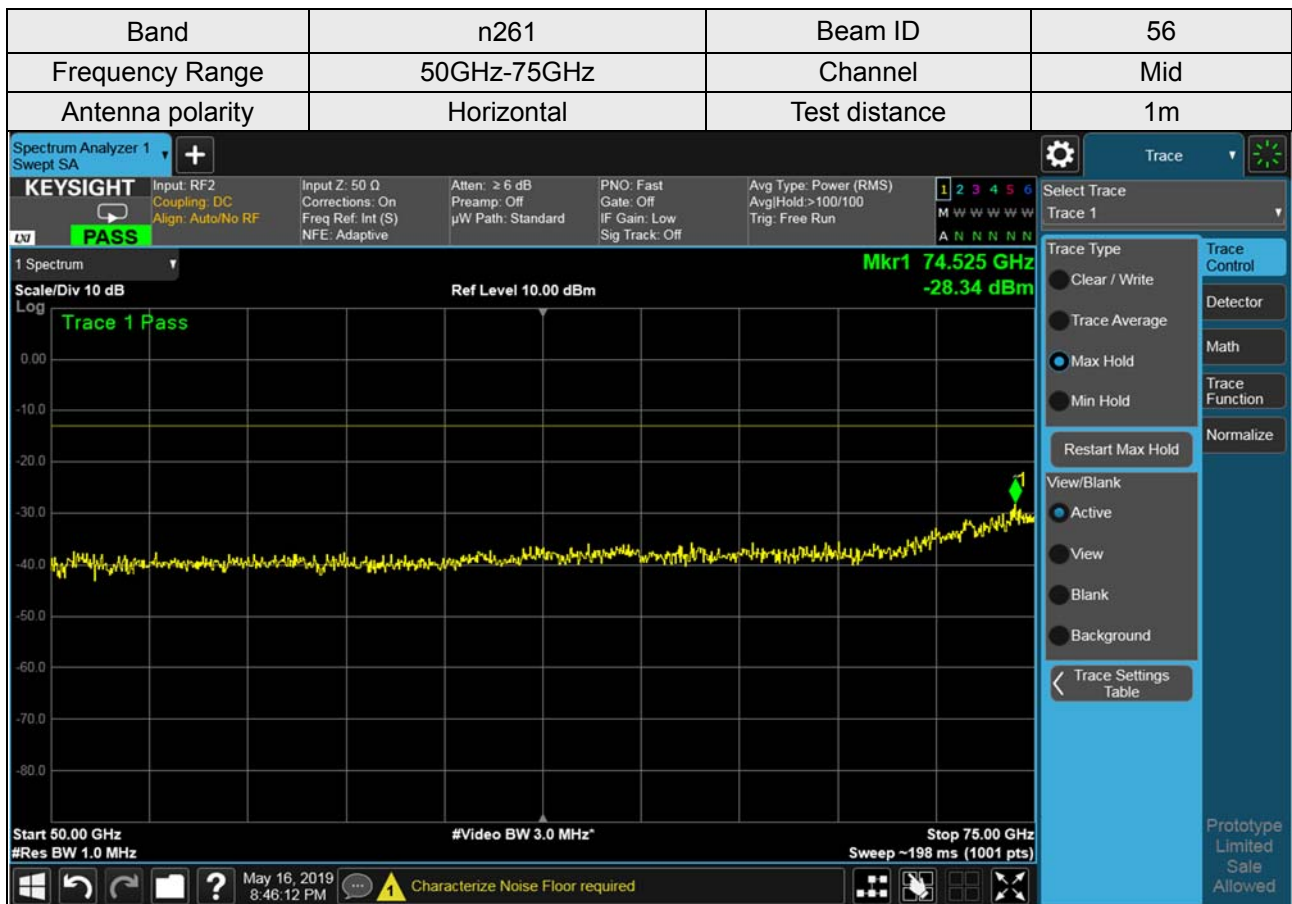 Band n261 Beam ID 56
Frequency Range 50GHz-75GHz Channel Mid
Antenna polarity Horizontal Test distance 1m
Spectrum Analyzer 1
Swept SA
+
Trace
KEYSIGHT
LXI
PASS
Input: RF2
Coupling: DC
Align: Auto/No RF
Input Z: 50 Ω
Corrections: On
Freq Ref: Int (S)
NFE: Adaptive
Atten: ≥ 6 dB
Preamp: Off
µW Path: Standard
PNO: Fast
Gate: Off
IF Gain: Low
Sig Track: Off
Avg Type: Power (RMS)
Avg|Hold:>100/100
Trig: Free Run
1 2 3 4 5 6
M W W W W W
A N N N N N
Select Trace
Trace 1
1 Spectrum
Scale/Div 10 dB
Log
Ref Level 10.00 dBm
Mkr1 74.525 GHz
-28.34 dBm
Trace 1 Pass
0.00
-10.0
-20.0
-30.0
-40.0
-50.0
-60.0
-70.0
-80.0
1
Start 50.00 GHz
#Res BW 1.0 MHz
#Video BW 3.0 MHz*
Stop 75.00 GHz
Sweep ~198 ms (1001 pts)
Trace Type
Clear / Write
Trace Average
Max Hold
Min Hold
Restart Max Hold
View/Blank
Active
View
Blank
Background
Trace Settings
Table
Trace
Control
Detector
Math
Trace
Function
Normalize
Prototype
Limited
Sale
Allowed
?
May 16, 2019
8:46:12 PM
1
Characterize Noise Floor required